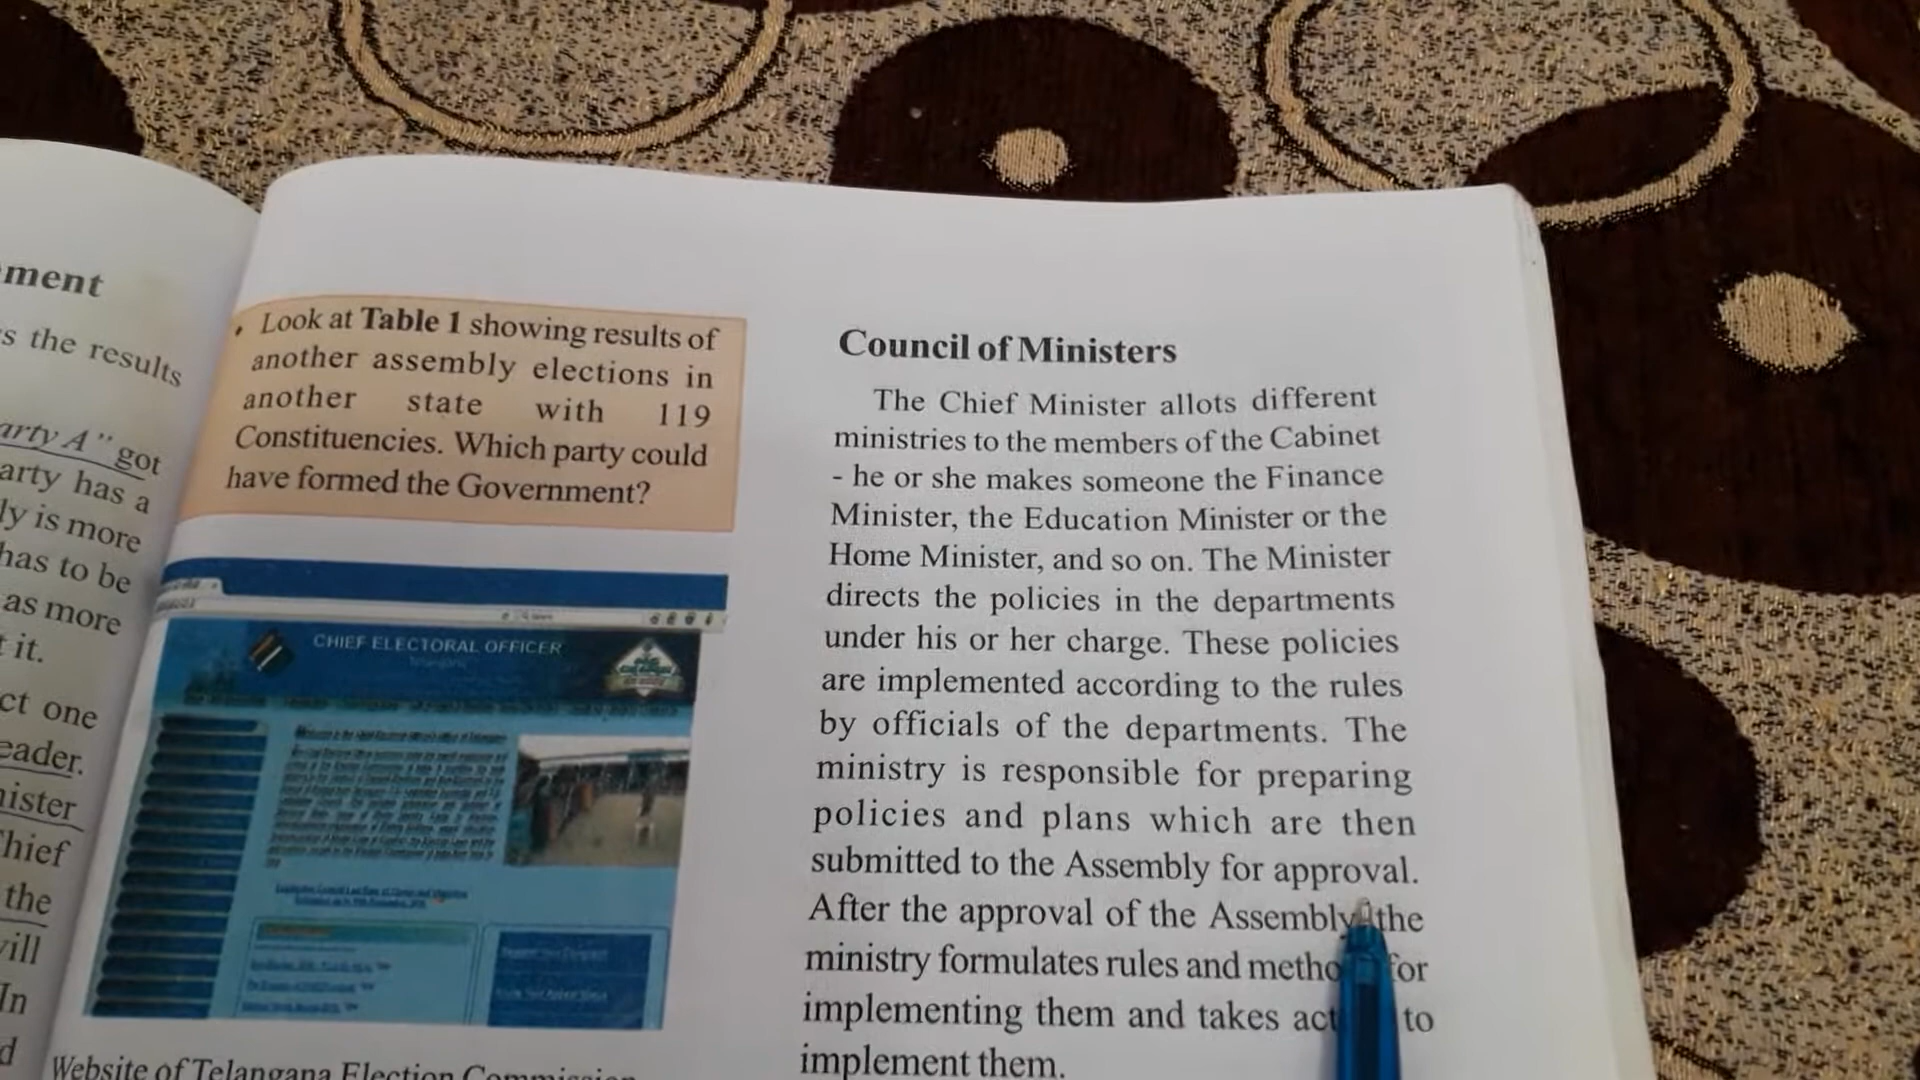 ment
s the results
arty A" got
arty has a
ly is more
has to be
as more
t it.
ct one
eader.
nister
Chief
the
will
In
d
• Look at Table 1 showing results of
another assembly elections in
another state with 119
Constituencies. Which party could
have formed the Government?
CHIEF ELECTORAL OFFICER
Telangana
Website of Telangana Election Commission
Council of Ministers
The Chief Minister allots different
ministries to the members of the Cabinet
- he or she makes someone the Finance
Minister, the Education Minister or the
Home Minister, and so on. The Minister
directs the policies in the departments
under his or her charge. These policies
are implemented according to the rules
by officials of the departments. The
ministry is responsible for preparing
policies and plans which are then
submitted to the Assembly for approval.
After the approval of the Assembly the
ministry formulates rules and metho for
implementing them and takes act to
implement them.